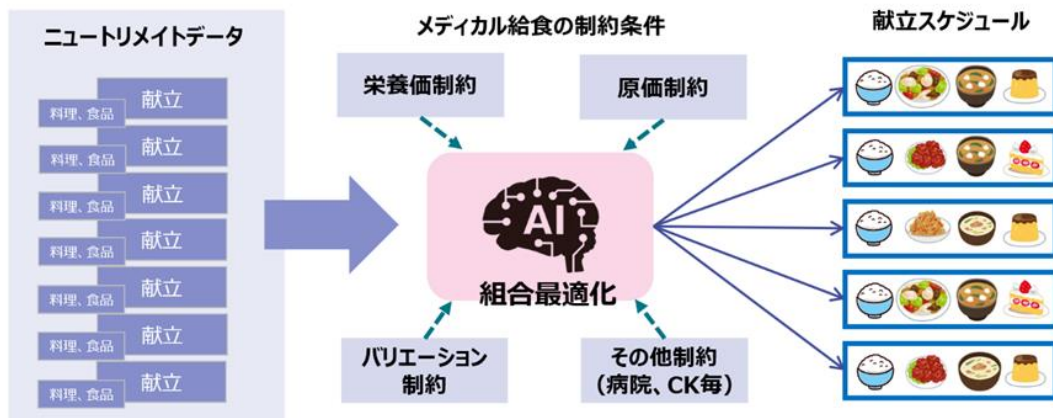 ニュートリメイトデータ
献立
料理、食品
献立
料理、食品
献立
料理、食品
献立
料理、食品
献立
料理、食品
献立
料理、食品
献立
料理、食品
メディカル給食の制約条件
栄養価制約
原価制約
AI
組合最適化
バリエーション
制約
その他制約
(病院、CK毎)
献立スケジュール